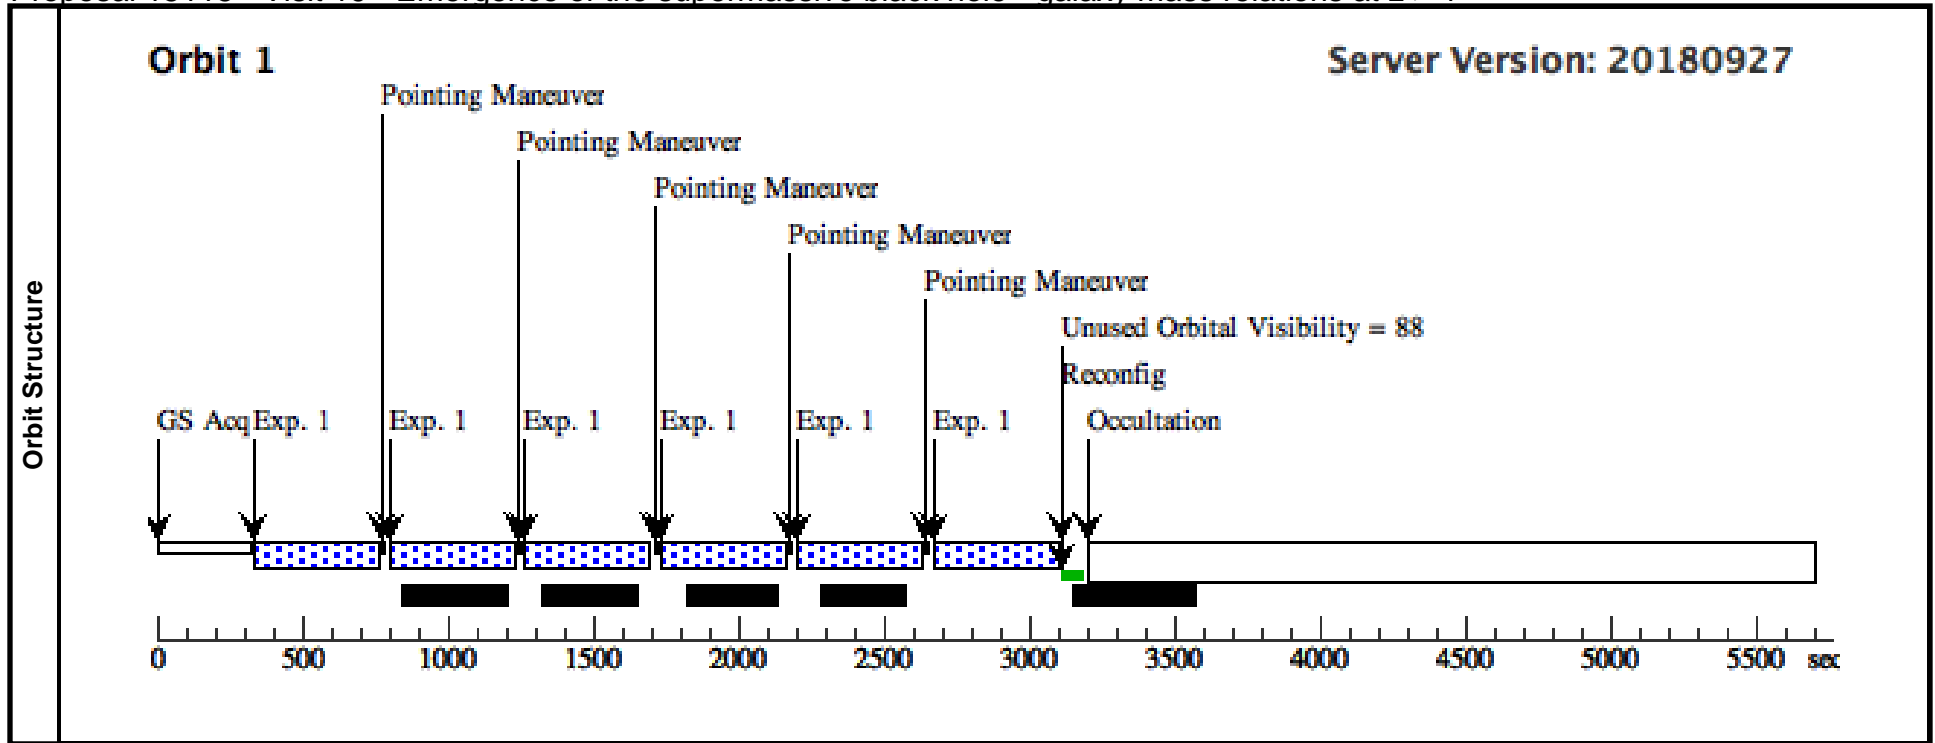 Orbit Structure
Orbit 1
Server Version: 20180927
Pointing Maneuver
Pointing Maneuver
Pointing Maneuver
Pointing Maneuver
Pointing Maneuver
Unused Orbital Visibility = 88
Reconfig
GS Acq Exp. 1 Exp. 1 Exp. 1 Exp. 1 Exp. 1 Exp. 1 Occultation
0 500 1000 1500 2000 2500 3000 3500 4000 4500 5000 5500 sec